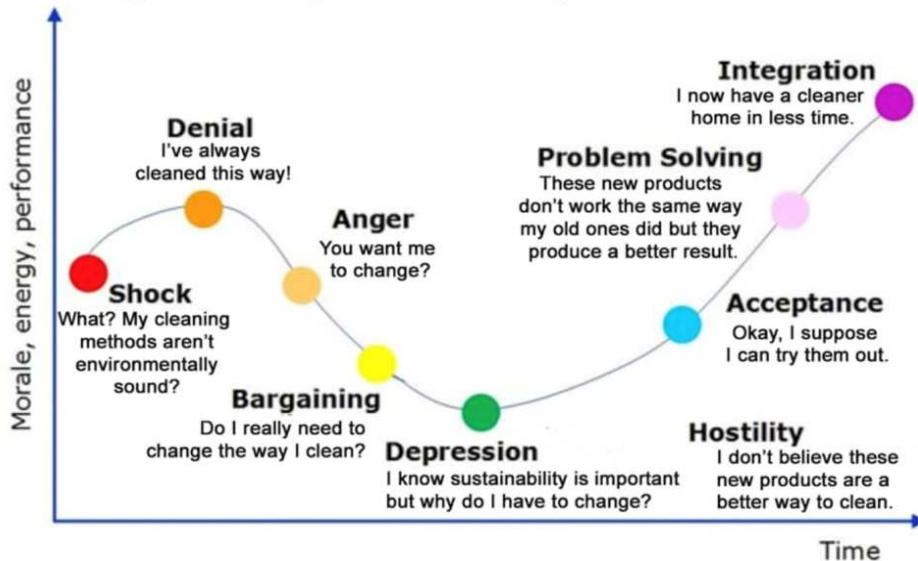 Morale, energy, performance
Shock
What? My cleaning
methods aren't
environmentally
sound?
Denial
I've always
cleaned this way!
Anger
You want me
to change?
Bargaining
Do I really need to
change the way I clean?
Depression
I know sustainability is important
but why do I have to change?
Hostility
I don't believe these
new products are a
better way to clean.
Acceptance
Okay, I suppose
I can try them out.
Problem Solving
These new products
don't work the same way
my old ones did but they
produce a better result.
Integration
I now have a cleaner
home in less time.
Time